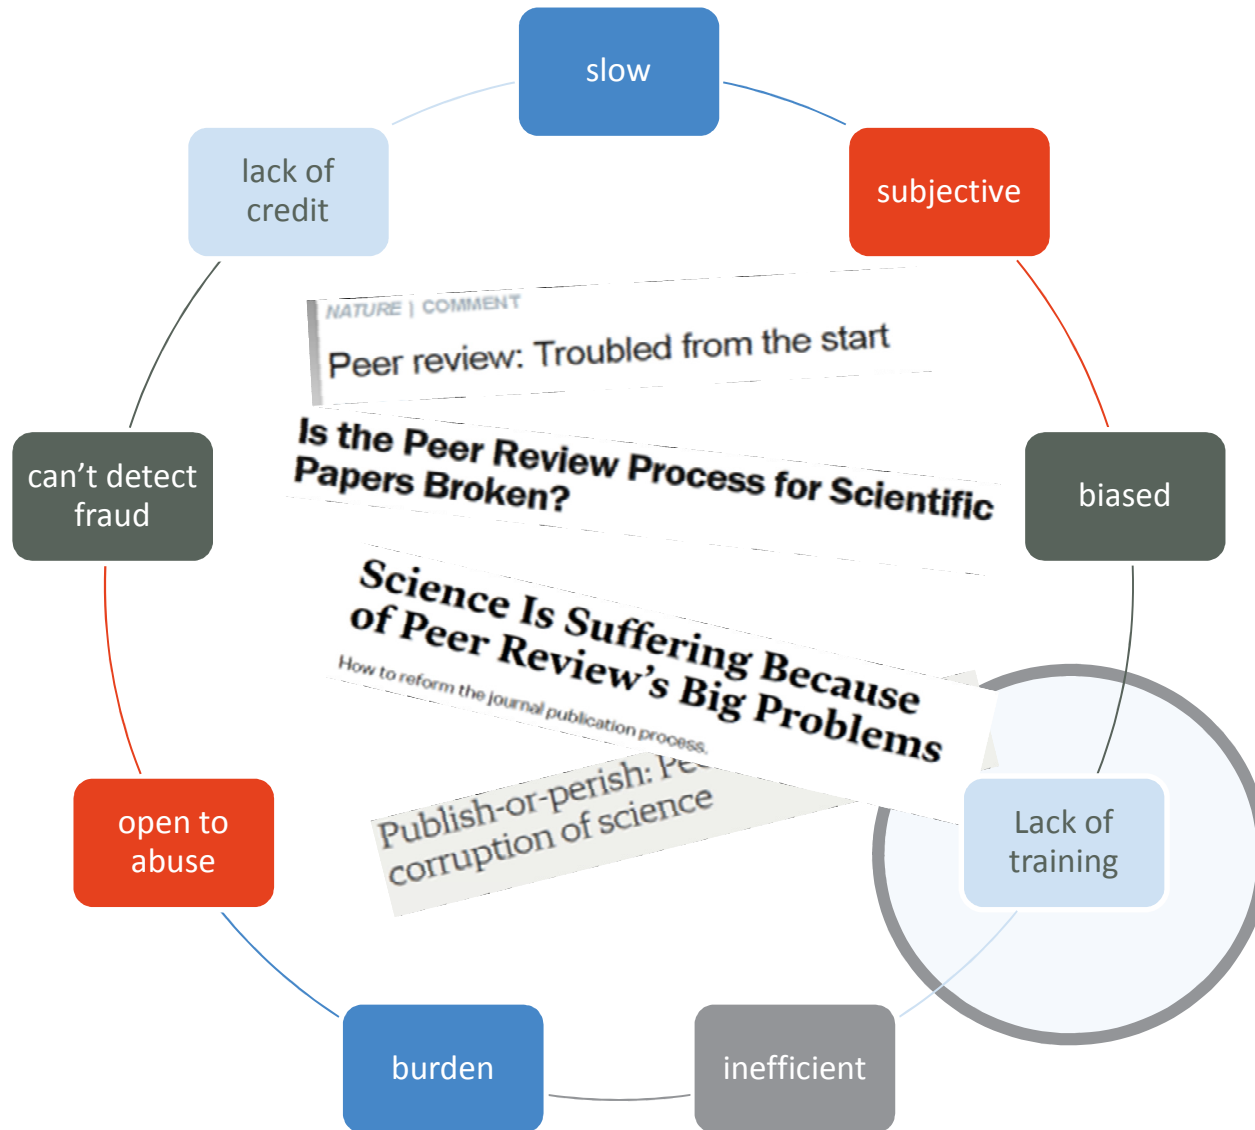 slow
subjective
biased
Lack of
training
inefficient
burden
open to
abuse
can’t detect
fraud
lack of
credit
NATURE | COMMENT
Peer review: Troubled from the start
Is the Peer Review Process for Scientific
Papers Broken?
Science Is Suffering Because
of Peer Review’s Big Problems
How to reform the journal publication process.
Publish-or-perish:
corruption of science